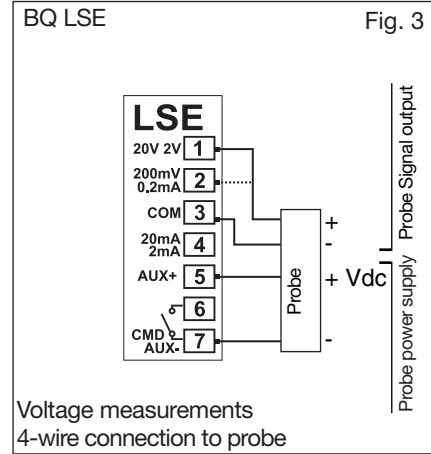 BQ LSE
Fig. 3
LSE
20V 2V 1
200mV
0.2mA 2
COM 3
20mA
2mA 4
AUX+ 5
6
CMD
AUX- 7
Probe
+
-
+ Vdc
-
Probe Signal output
Probe power supply
Voltage measurements
4-wire connection to probe